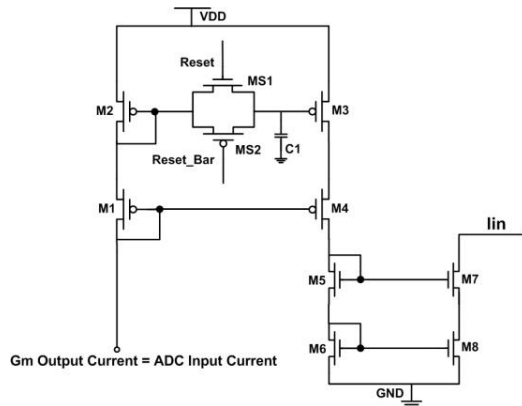 VDD
Reset
MS1
M2
M3
C1
MS2
Reset_Bar
M1
M4
Iin
M5
M7
M6
M8
Gm Output Current = ADC Input Current
GND